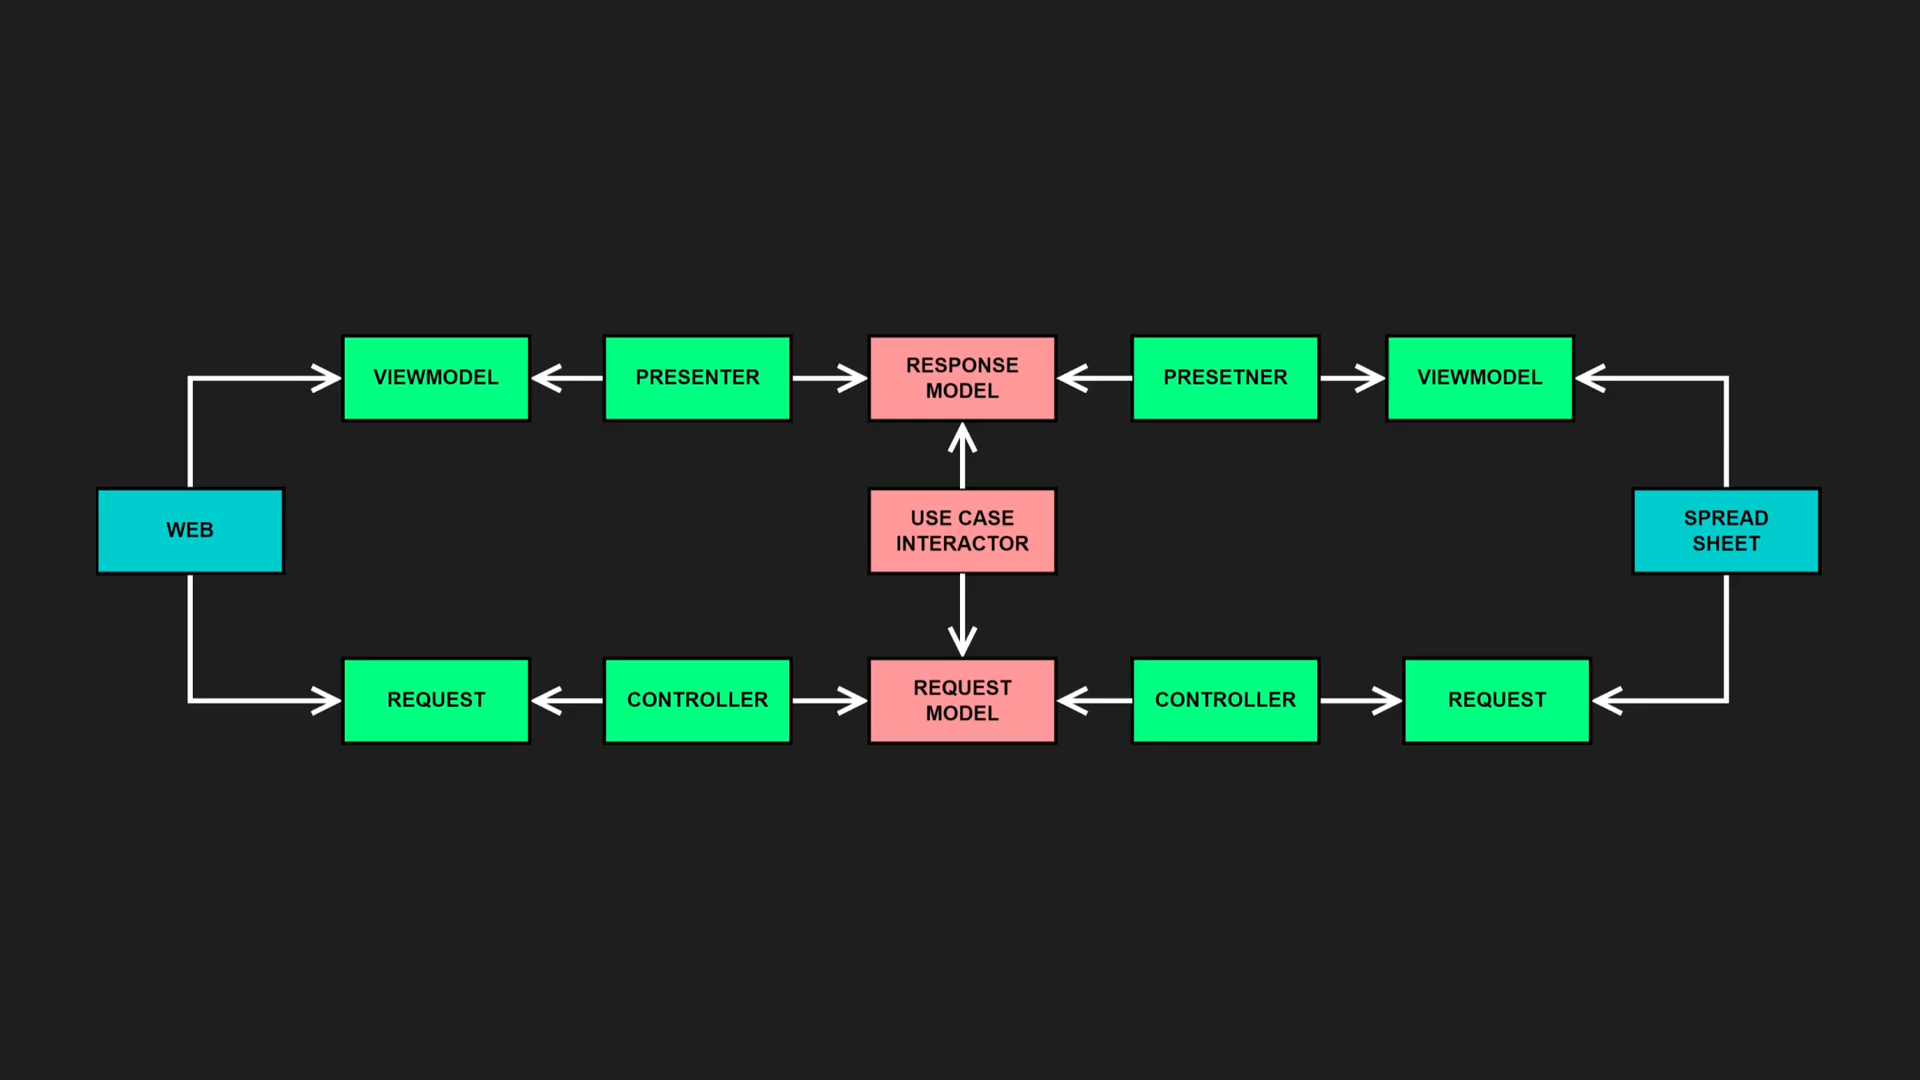 VIEWMODEL
PRESENTER
RESPONSE
MODEL
PRESETNER
VIEWMODEL
WEB
USE CASE
INTERACTOR
SPREAD
SHEET
REQUEST
CONTROLLER
REQUEST
MODEL
CONTROLLER
REQUEST